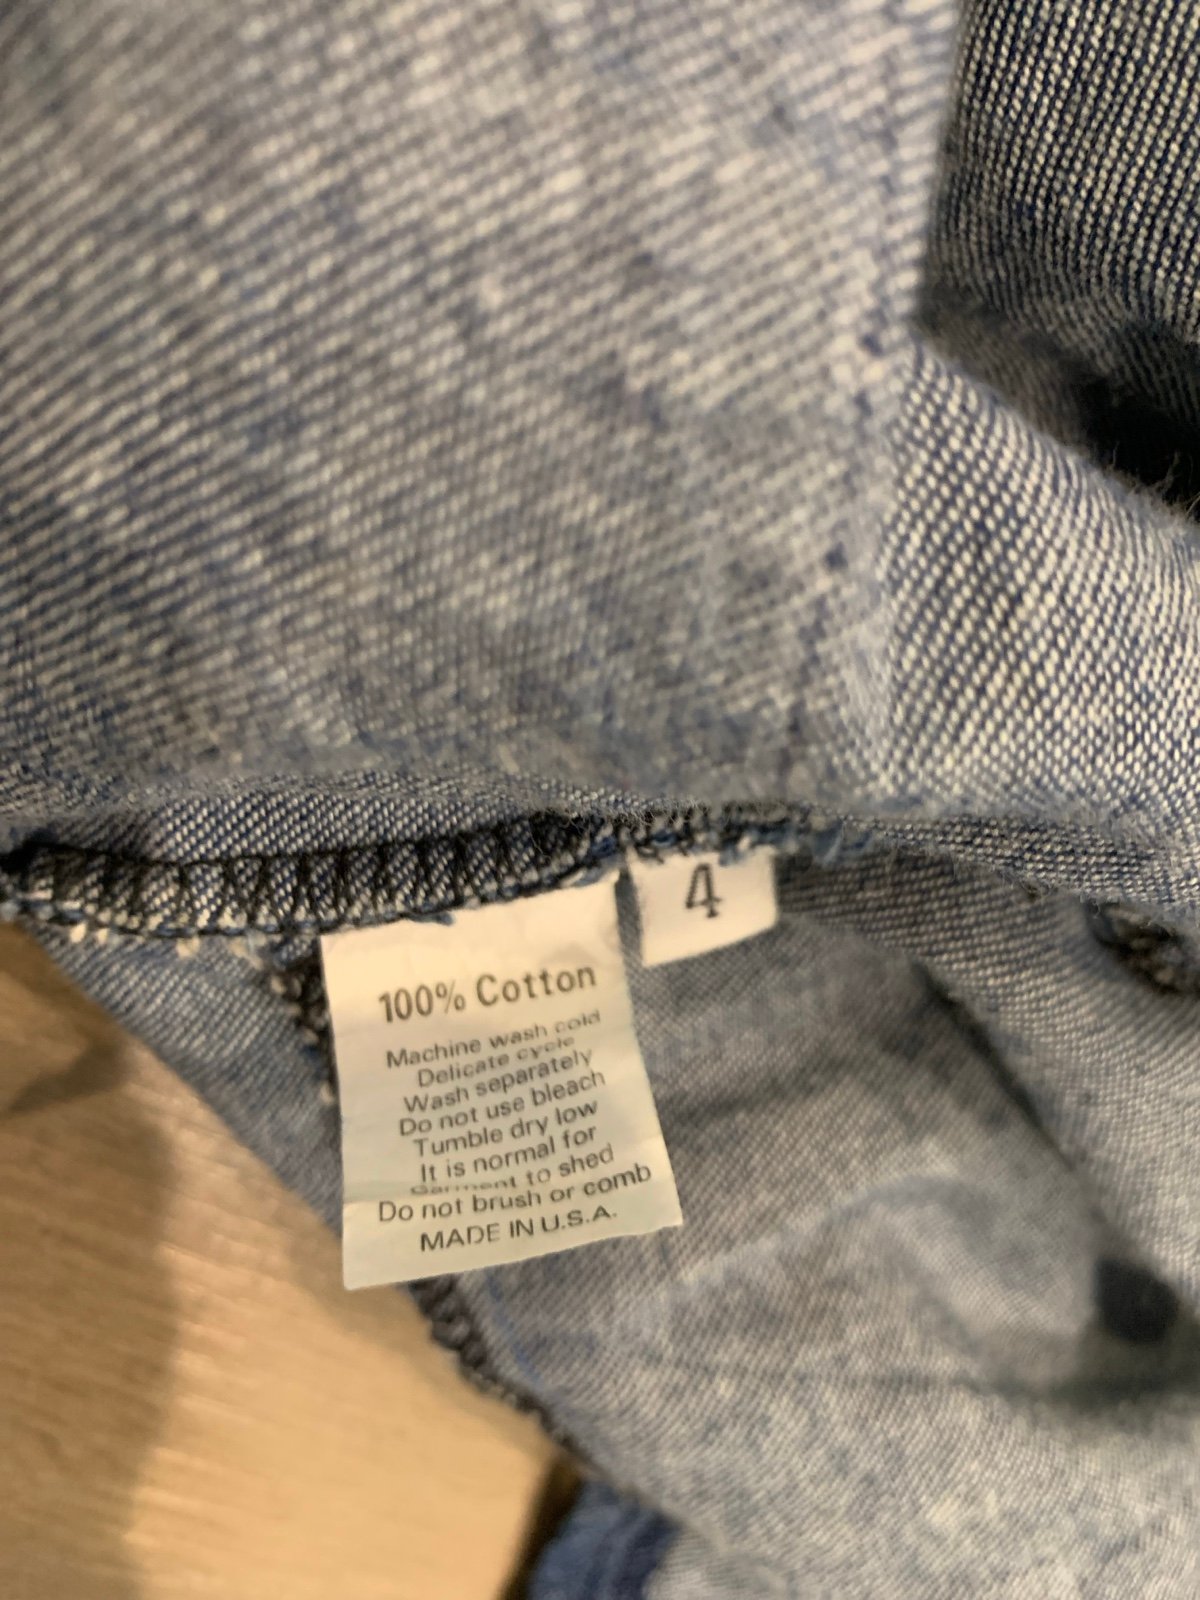 4
100% Cotton
Machine wash cold
Delicate cycle
Wash separately
Do not use bleach
Tumble dry low
It is normal for
Garment to shed
Do not brush or comb
MADE IN U.S.A.